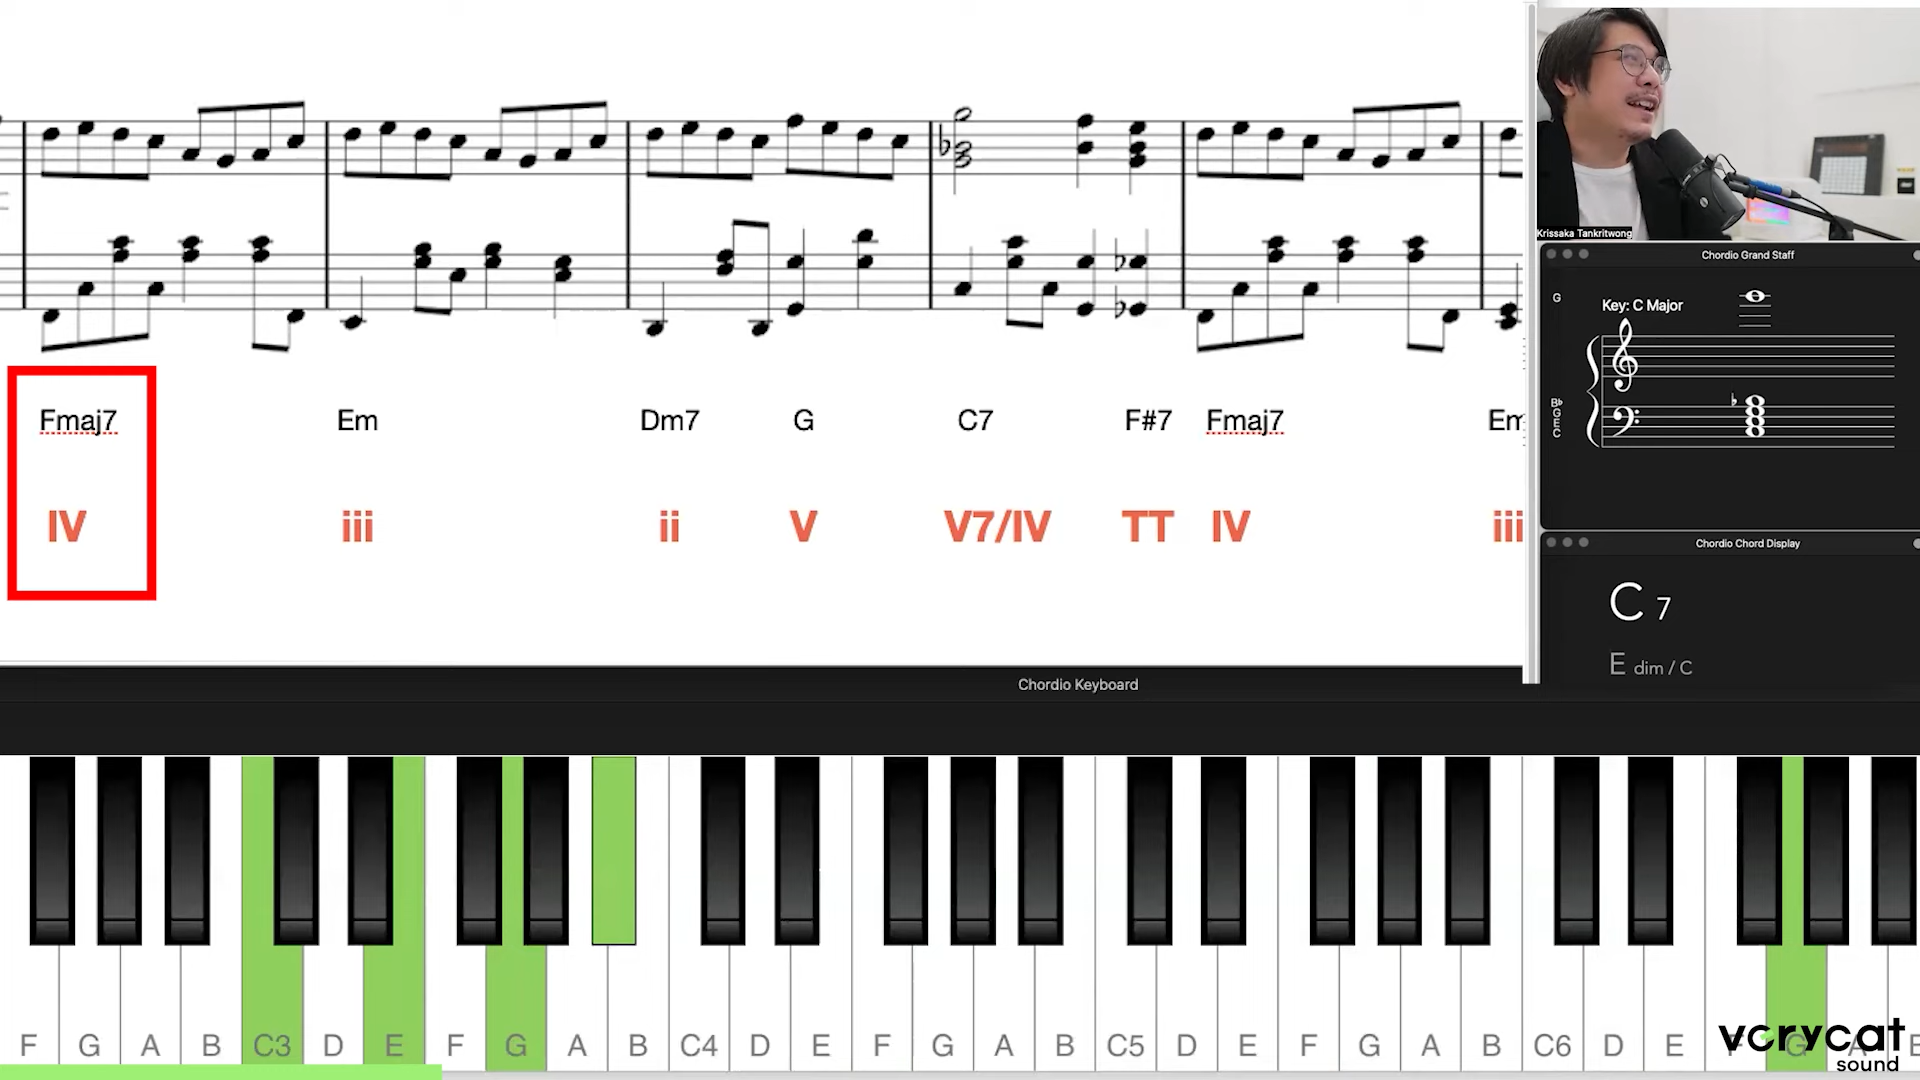 Krissaka Tankritwong
Chordio Grand Staff
G
Key: C Major
Bb
G
E
C
Fmaj7 Em Dm7 G C7 F#7 Fmaj7 Em
IV iii ii V V7/IV TT IV iii
Chordio Chord Display
C 7
E dim / C
Chordio Keyboard
F G A B C3 D E F G A B C4 D E F G A B C5 D E F G A B C6 D E F G A
vcrycat
sound